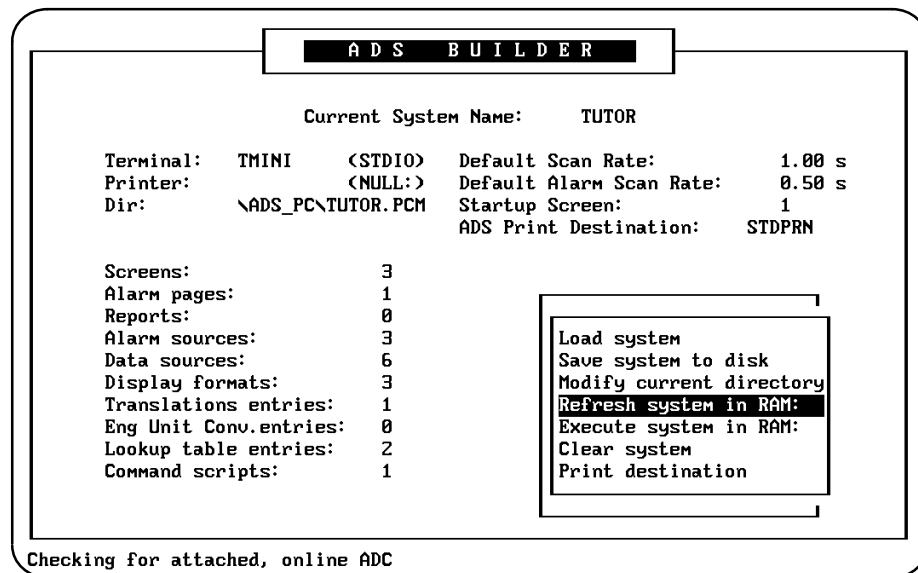 ADS BUILDER
Current System Name: TUTOR
Terminal: TMINI (STDIO) Default Scan Rate: 1.00 s
Printer: (NULL:) Default Alarm Scan Rate: 0.50 s
Dir: \ADS_PC\TUTOR.PCM Startup Screen: 1
ADS Print Destination: STDPRN
Screens: 3
Alarm pages: 1
Reports: 0
Alarm sources: 3
Data sources: 6
Display formats: 3
Translations entries: 1
Eng Unit Conv.entries: 0
Lookup table entries: 2
Command scripts: 1
Load system
Save system to disk
Modify current directory
Refresh system in RAM:
Execute system in RAM:
Clear system
Print destination
Checking for attached, online ADC